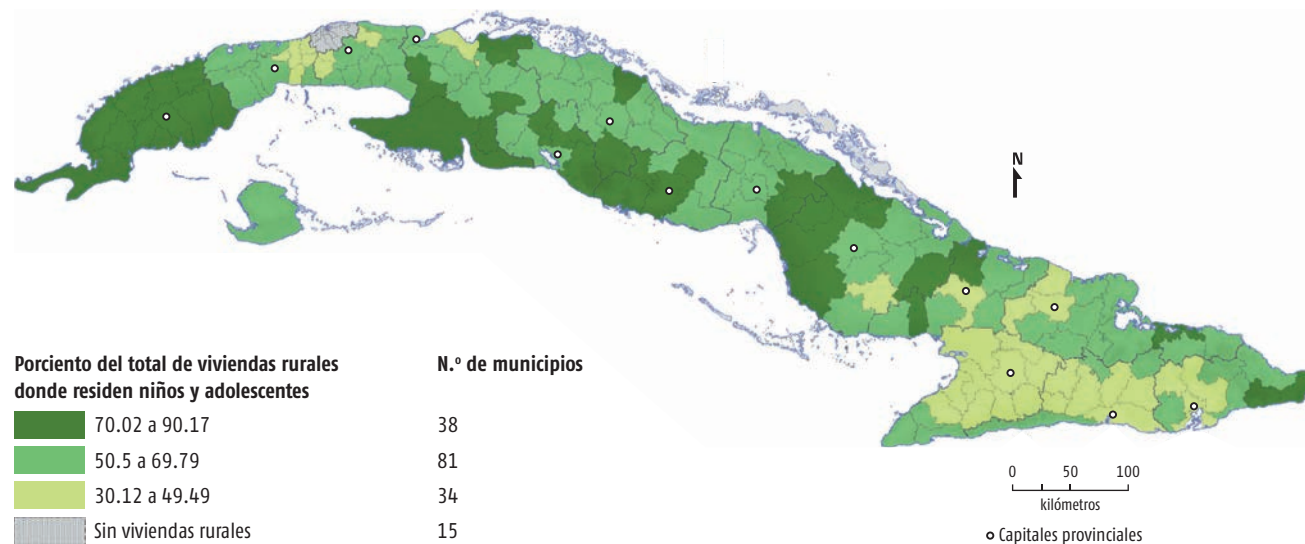 N
Porciento del total de viviendas rurales N.º de municipios
donde residen niños y adolescentes
70.02 a 90.17 38
50.5 a 69.79 81
30.12 a 49.49 34
Sin viviendas rurales 15
0 50 100
kilómetros
Capitales provinciales